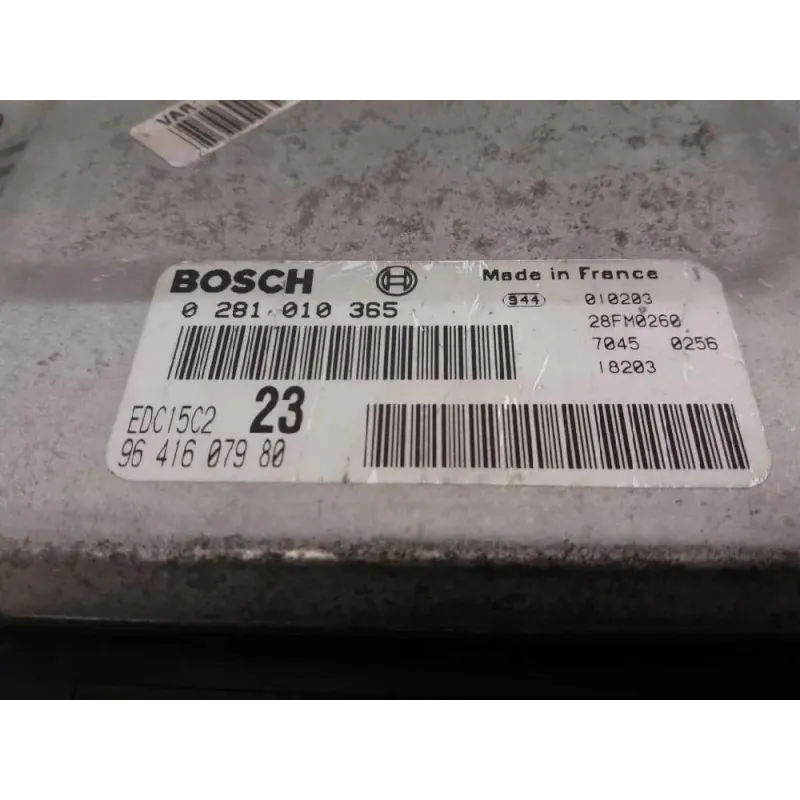 VAR
BOSCH
Made in France
0 281 010 365
944
010203
28FM0260
7045 0256
18203
EDC15C2
23
96 416 079 80